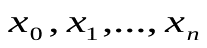 x₀, x₁,..., xₙ